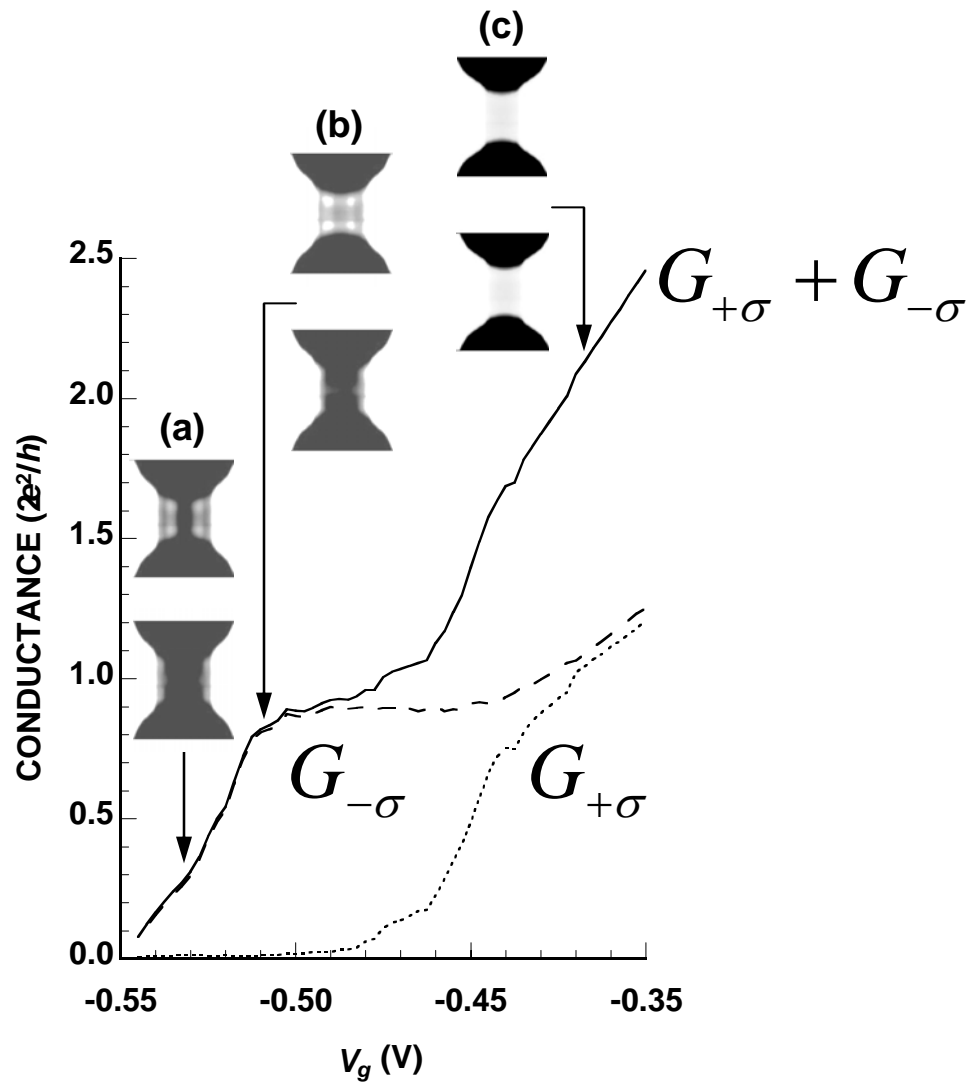 (c)
(b)
(a)
2.5
2.0
1.5
1.0
0.5
0.0
CONDUCTANCE (2e²/h)
G₊σ + G₋σ
G₋σ
G₊σ
-0.55
-0.50
-0.45
-0.35
Vg (V)